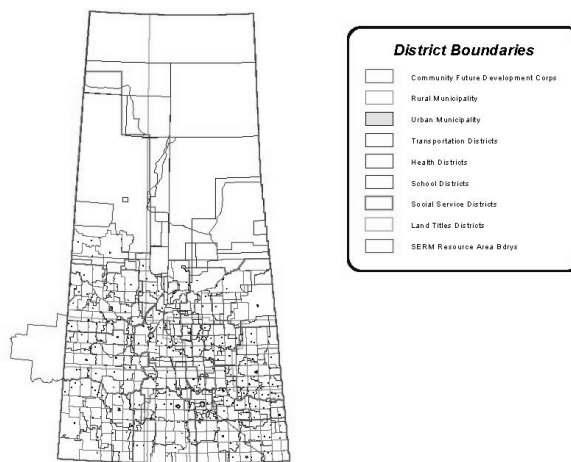 District Boundaries
Community Future Development Corps
Rural Municipality
Urban Municipality
Transportation Districts
Health Districts
School Districts
Social Service Districts
Land Titles Districts
SERM Resource Area Bdrys